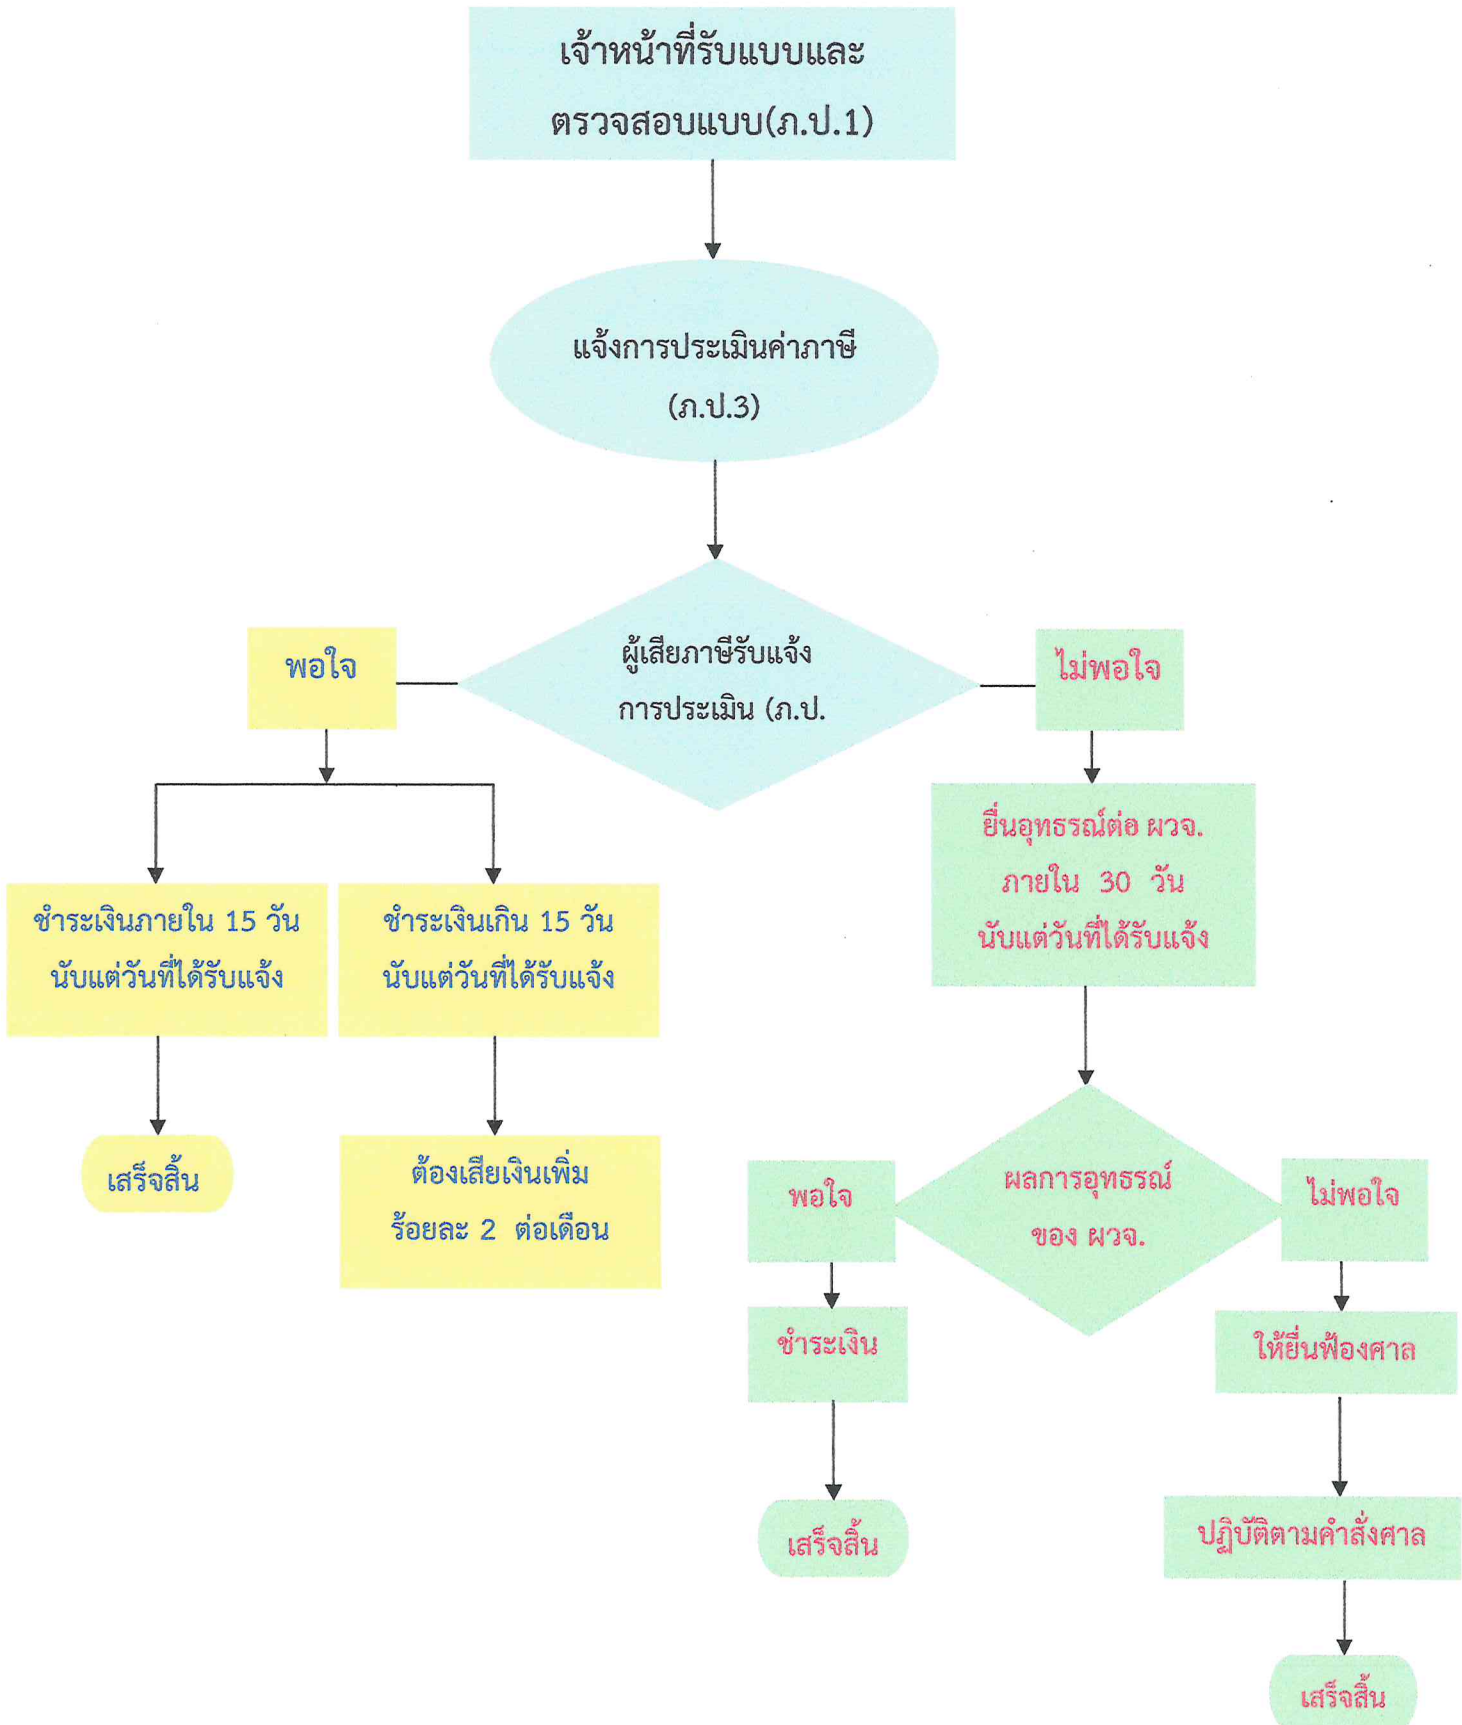 เจ้าหน้าที่รับแบบและ
ตรวจสอบแบบ(ภ.ป.1)
แจ้งการประเมินค่าภาษี
(ภ.ป.3)
ผู้เสียภาษีรับแจ้ง
การประเมิน (ภ.ป.
พอใจ
ไม่พอใจ
ชำระเงินภายใน 15 วัน
นับแต่วันที่ได้รับแจ้ง
ชำระเงินเกิน 15 วัน
นับแต่วันที่ได้รับแจ้ง
ยื่นอุทธรณ์ต่อ ผวจ.
ภายใน 30 วัน
นับแต่วันที่ได้รับแจ้ง
เสร็จสิ้น
ต้องเสียเงินเพิ่ม
ร้อยละ 2 ต่อเดือน
พอใจ
ผลการอุทธรณ์
ของ ผวจ.
ไม่พอใจ
ชำระเงิน
ให้ยื่นฟ้องศาล
เสร็จสิ้น
ปฏิบัติตามคำสั่งศาล
เสร็จสิ้น